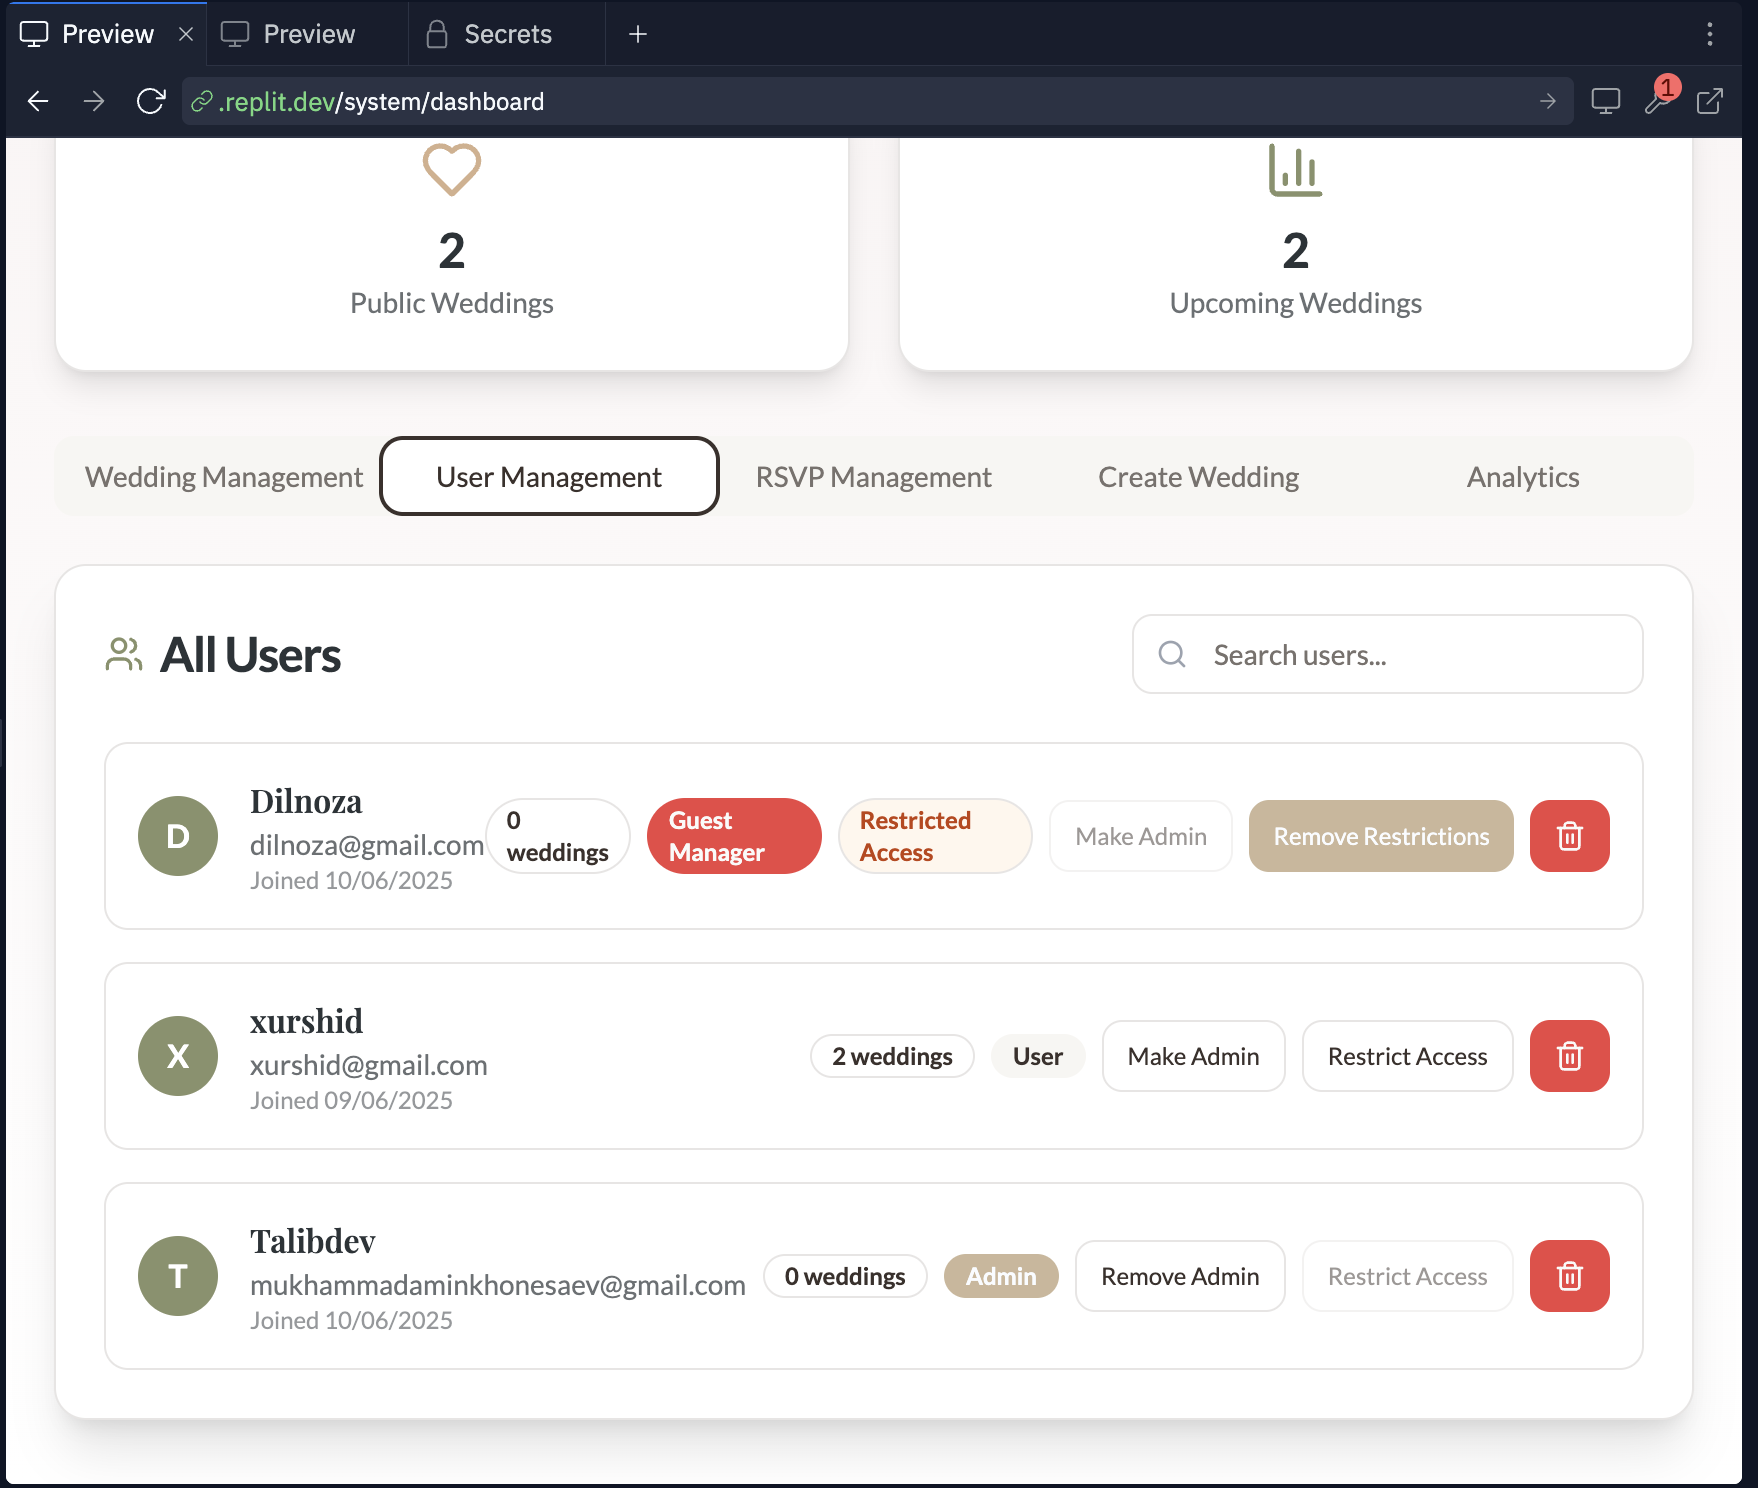 Preview
Preview
Secrets
.replit.dev/system/dashboard
1
2
Public Weddings
2
Upcoming Weddings
Wedding Management
User Management
RSVP Management
Create Wedding
Analytics
All Users
Search users...
D
Dilnoza
dilnoza@gmail.com
Joined 10/06/2025
0
weddings
Guest
Manager
Restricted
Access
Make Admin
Remove Restrictions
X
xurshid
xurshid@gmail.com
Joined 09/06/2025
2 weddings
User
Make Admin
Restrict Access
T
Talibdev
mukhammadaminkhonesaev@gmail.com
Joined 10/06/2025
0 weddings
Admin
Remove Admin
Restrict Access